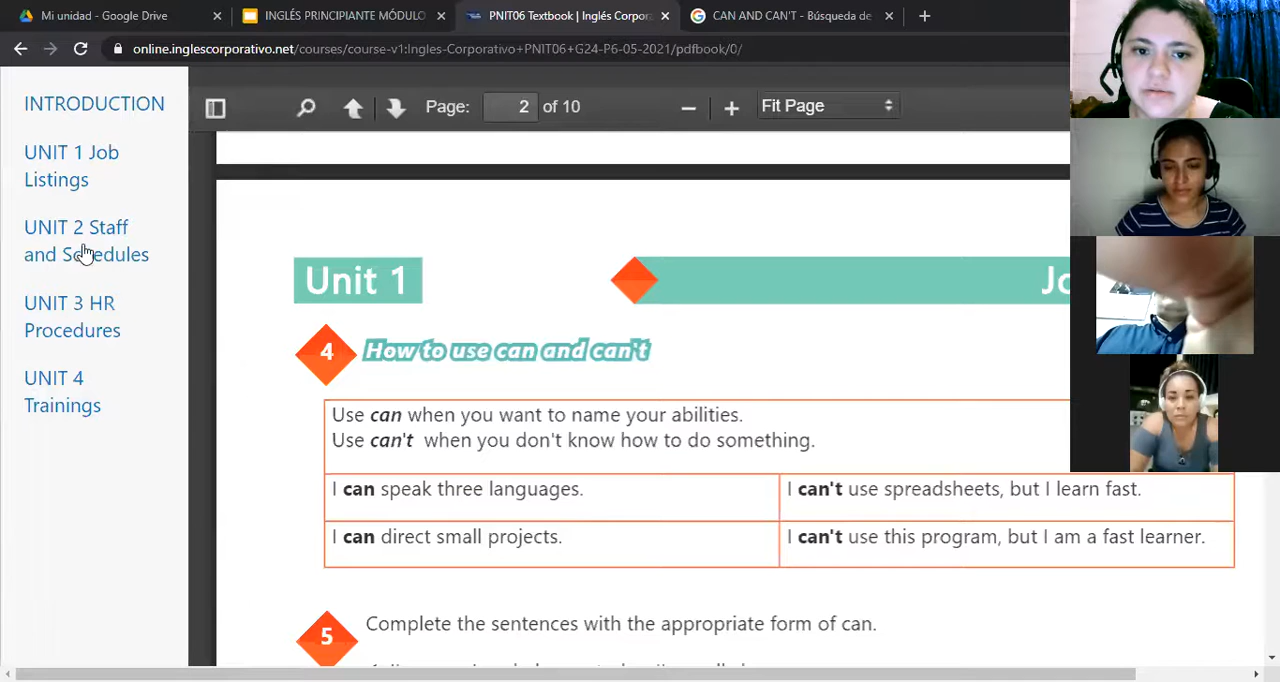 Mi unidad - Google Drive
INGLÉS PRINCIPIANTE MÓDULO
PNIT06 Textbook | Inglés Corpor
CAN AND CAN'T - Búsqueda de
online.inglescorporativo.net/courses/course-v1:Ingles-Corporativo+PNIT06+G24-P6-05-2021/pdfbook/0/
INTRODUCTION
UNIT 1 Job
Listings
UNIT 2 Staff
and Schedules
UNIT 3 HR
Procedures
UNIT 4
Trainings
Page: 2 of 10
Fit Page
Unit 1
Jo
4 How to use can and can't
Use can when you want to name your abilities.
Use can't when you don't know how to do something.
I can speak three languages.
I can't use spreadsheets, but I learn fast.
I can direct small projects.
I can't use this program, but I am a fast learner.
5 Complete the sentences with the appropriate form of can.